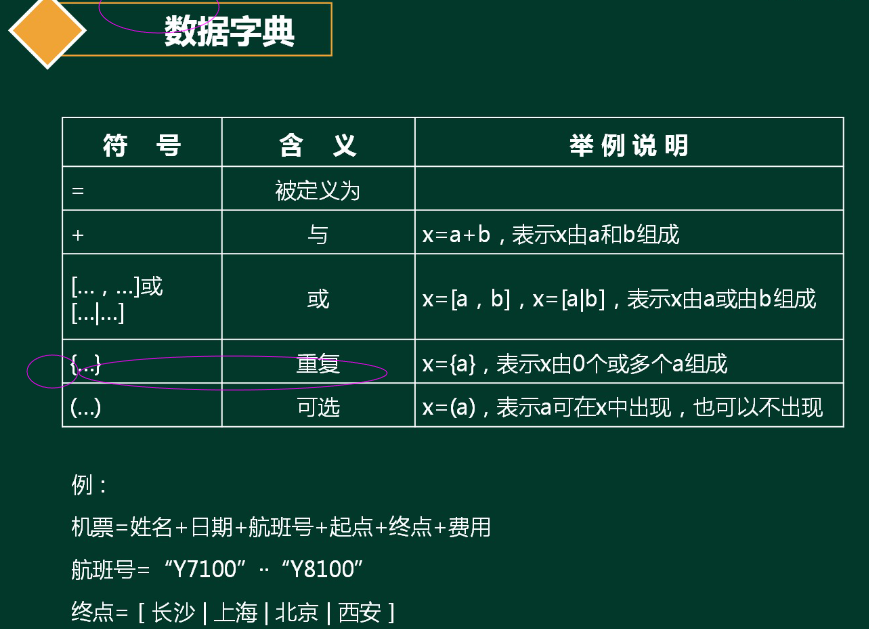 数据字典
符 号 含 义 举例说明
= 被定义为
+ 与 x=a+b，表示x由a和b组成
[...，...]或
[...|...] 或 x=[a，b]，x=[a|b]，表示x由a或由b组成
{...} 重复 x={a}，表示x由0个或多个a组成
(...) 可选 x=(a)，表示a可在x中出现，也可以不出现
例：
机票=姓名+日期+航班号+起点+终点+费用
航班号= “Y7100” ·· “Y8100”
终点= [ 长沙 | 上海 | 北京 | 西安 ]